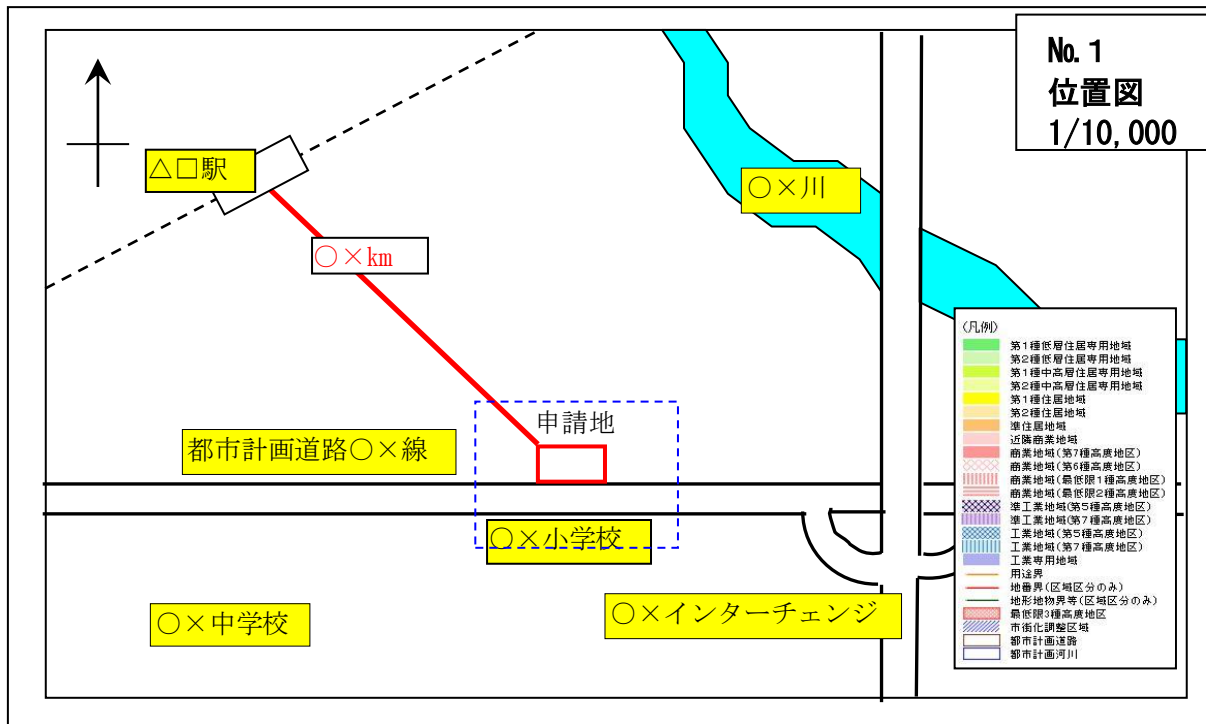 No. 1
位置図
1/10,000
△□駅
○×川
○×km
申請地
都市計画道路○×線
○×小学校
○×中学校
○×インターチェンジ
(凡例)
第1種低層住居専用地域
第2種低層住居専用地域
第1種中高層住居専用地域
第2種中高層住居専用地域
第1種住居地域
第2種住居地域
準住居地域
近隣商業地域
商業地域(第7種高度地区)
商業地域(第6種高度地区)
商業地域(最低限1種高度地区)
商業地域(最低限2種高度地区)
準工業地域(第5種高度地区)
準工業地域(第7種高度地区)
工業地域(第5種高度地区)
工業地域(第7種高度地区)
工業専用地域
用途界
地番界(区域区分のみ)
地形地物界等(区域区分のみ)
最低限3種高度地区
市街化調整区域
都市計画道路
都市計画河川